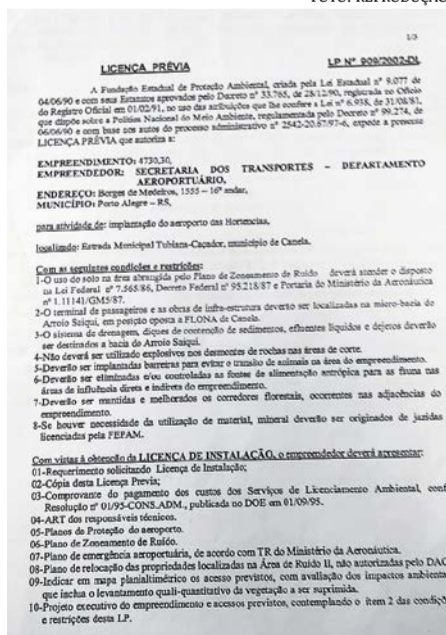 FOTO: REPRODUÇÃO
1/3
LICENÇA PRÉVIA LP Nº 909/2002-DL
A Fundação Estadual de Proteção Ambiental, criada pela Lei Estadual nº 9.077 de
04/06/90 e com seus Estatutos aprovados pelo Decreto nº 33.765, de 28/12/90, registrada no Ofício
do Registro Oficial em 01/02/91, no uso das atribuições que lhe confere a Lei nº 6.938, de 31/08/81,
que dispõe sobre a Política Nacional do Meio Ambiente, regulamentada pelo Decreto nº 99.274, de
06/06/90 e com base nos autos do processo administrativo nº 2542-20.67/97-6, expede a presente
LICENÇA PRÉVIA que autoriza a:
EMPREENDIMENTO: 4730,30,
EMPREENDEDOR: SECRETARIA DOS TRANSPORTES – DEPARTAMENTO
AEROPORTUÁRIO,
ENDEREÇO: Borges de Medeiros, 1555 – 16º andar,
MUNICÍPIO: Porto Alegre – RS,
para atividade de: implantação do aeroporto das Hortencias,
localizado: Estrada Municipal Tubiana-Caçador, município de Canela.
Com as seguintes condições e restrições:
1-O uso do solo na área abrangida pelo Plano de Zoneamento de Ruído deverá atender o disposto
na Lei Federal nº 7.565/86, Decreto Federal nº 95.218/87 e Portaria do Ministério da Aeronáutica
nº 1.11141/GM5/87.
2-O terminal de passageiros e as obras de infra-estrutura deverão ser localizadas na micro-bacia do
Arroio Saiqui, em posição oposta a FLONA de Canela.
3-O sistema de drenagem, diques de contenção de sedimentos, efluentes líquidos e dejetos deverão
ser destinados a bacia do Arroio Saiqui.
4-Não deverá ser utilizado explosivos nos desmontes de rochas nas áreas de corte.
5-Deverão ser implantadas barreiras para evitar o transito de animais na área do empreendimento.
6-Deverão ser eliminadas e/ou controladas as fontes de alimentação antrópica para as fauna nas
áreas de influência direta e indireta do empreendimento.
7-Deverão ser mantidas e melhorados os corredores florestais, ocorrentes nas adjacências do
empreendimento.
8-Se houver necessidade da utilização de material, mineral deverão ser originados de jazidas
licenciadas pela FEPAM.
Com vistas à obtenção da LICENÇA DE INSTALAÇÃO, o empreendedor deverá apresentar:
01-Requerimento solicitando Licença de Instalação;
02-Cópia desta Licença Previa;
03-Comprovante do pagamento dos custos dos Serviços de Licenciamento Ambiental, conf
Resolução nº 01/95-CONS.ADM., publicada no DOE em 01/09/95.
04-ART dos responsáveis técnicos.
05-Planos de Proteção do aeroporto.
06-Plano de Zoneamento de Ruído.
07-Plano de emergência aeroportuária, de acordo com TR do Ministério da Aeronáutica.
08-Plano de relocação das propriedades localizadas na Área de Ruído II, não autorizadas pelo DAC
09-Indicar em mapa planialtimétrico os acesso previstos, com avaliação dos impactos ambienta
que inclua o levantamento quali-quantitativo da vegetação a ser suprimida.
10-Projeto executivo do empreendimento e acessos previstos, contemplando o item 2 das condiçõ
e restrições desta LP.